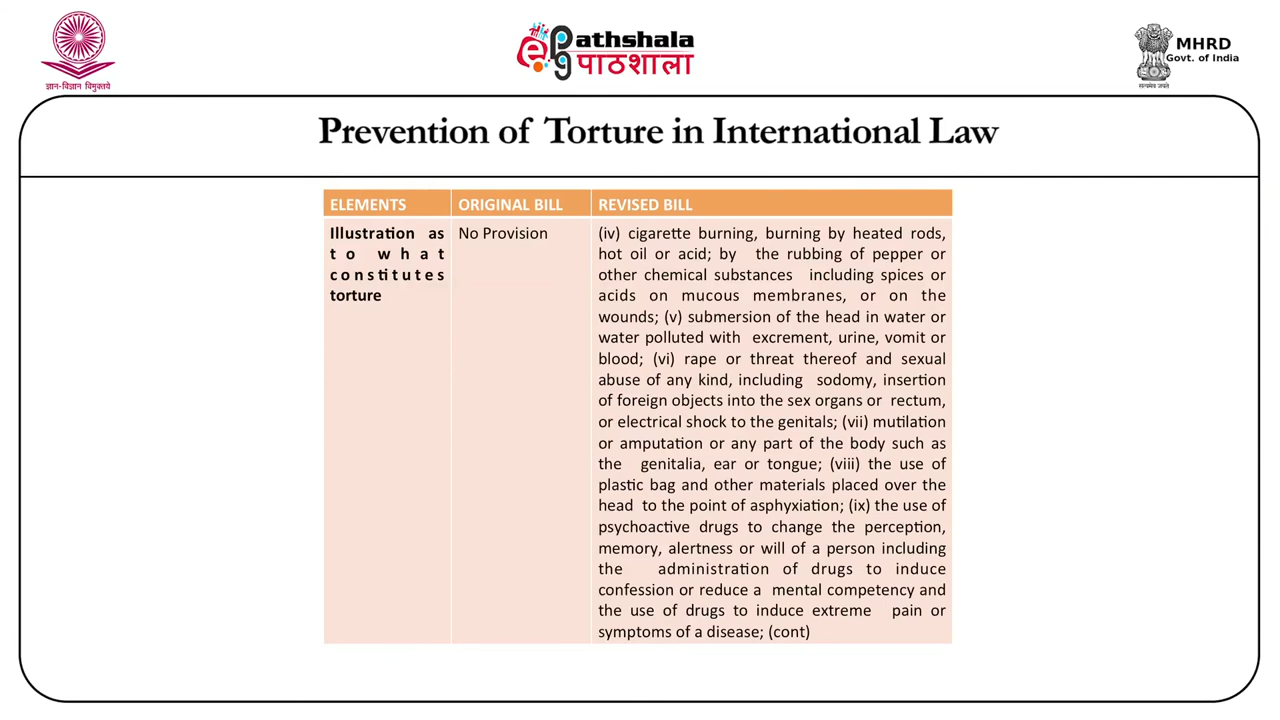 ज्ञान-विज्ञान विमुक्तये
epg Pathshala
पाठशाला
MHRD
Govt. of India
सत्यमेव जयते
Prevention of Torture in International Law
ELEMENTS
ORIGINAL BILL
REVISED BILL
Illustration as
to what
constitutes
torture
No Provision
(iv) cigarette burning, burning by heated rods,
hot oil or acid; by the rubbing of pepper or
other chemical substances including spices or
acids on mucous membranes, or on the
wounds; (v) submersion of the head in water or
water polluted with excrement, urine, vomit or
blood; (vi) rape or threat thereof and sexual
abuse of any kind, including sodomy, insertion
of foreign objects into the sex organs or rectum,
or electrical shock to the genitals; (vii) mutilation
or amputation or any part of the body such as
the genitalia, ear or tongue; (viii) the use of
plastic bag and other materials placed over the
head to the point of asphyxiation; (ix) the use of
psychoactive drugs to change the perception,
memory, alertness or will of a person including
the administration of drugs to induce
confession or reduce a mental competency and
the use of drugs to induce extreme pain or
symptoms of a disease; (cont)